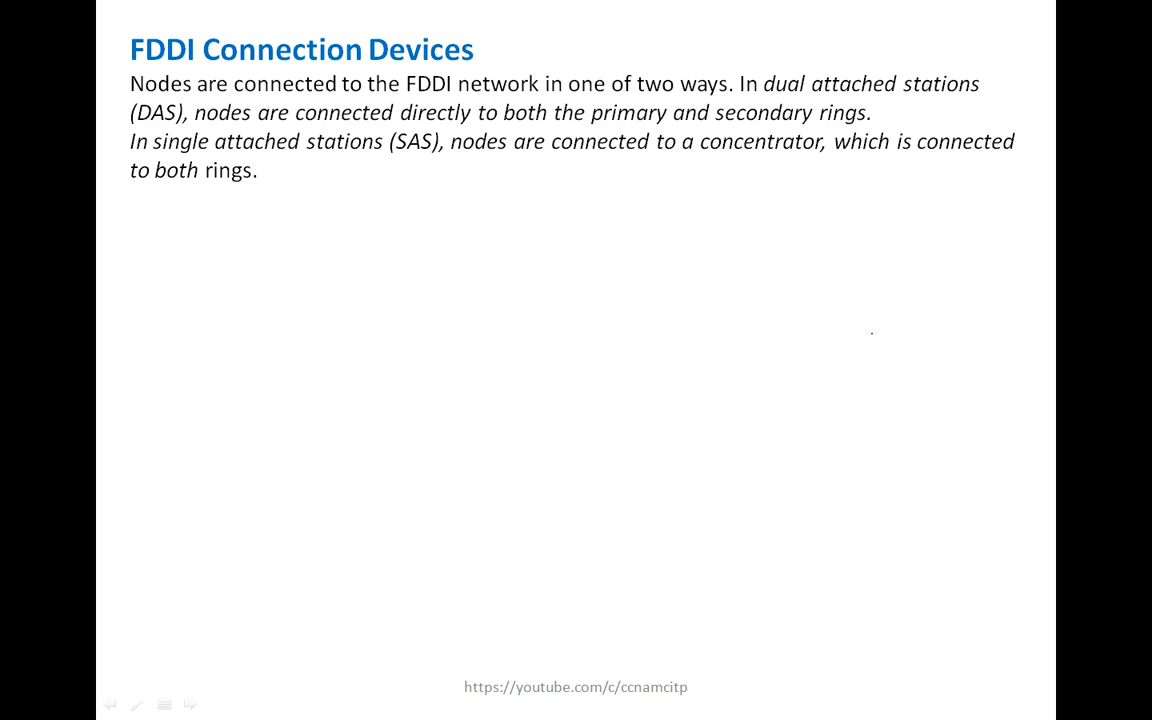 FDDI Connection Devices
Nodes are connected to the FDDI network in one of two ways. In dual attached stations
(DAS), nodes are connected directly to both the primary and secondary rings.
In single attached stations (SAS), nodes are connected to a concentrator, which is connected
to both rings.
https://youtube.com/c/ccnamcitp